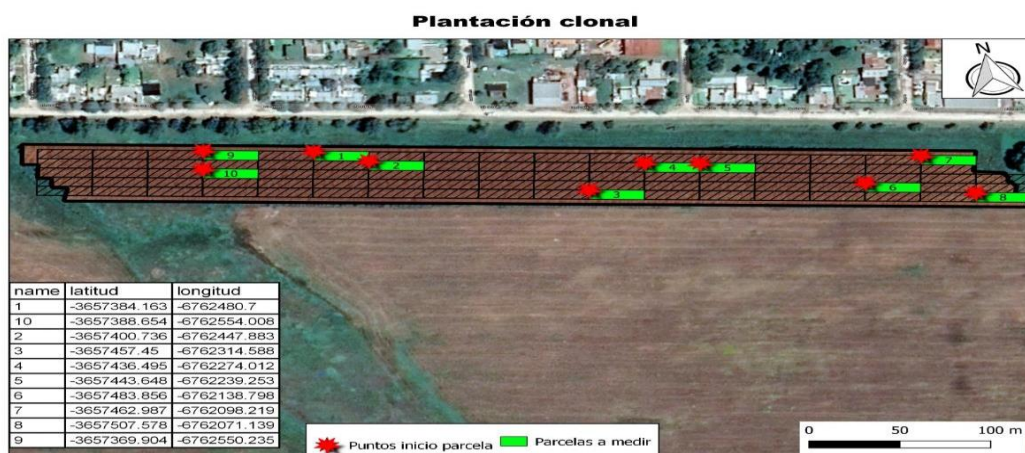 Plantación clonal
N
9 1 2 10 4 5 7 3 6 8
name latitud longitud
1 -3657384.163 -6762480.7
10 -3657388.654 -6762554.008
2 -3657400.736 -6762447.883
3 -3657457.45 -6762314.588
4 -3657436.495 -6762274.012
5 -3657443.648 -6762239.253
6 -3657483.856 -6762138.798
7 -3657462.987 -6762098.219
8 -3657507.578 -6762071.139
9 -3657369.904 -6762550.235
Puntos inicio parcela Parcelas a medir
0 50 100 m